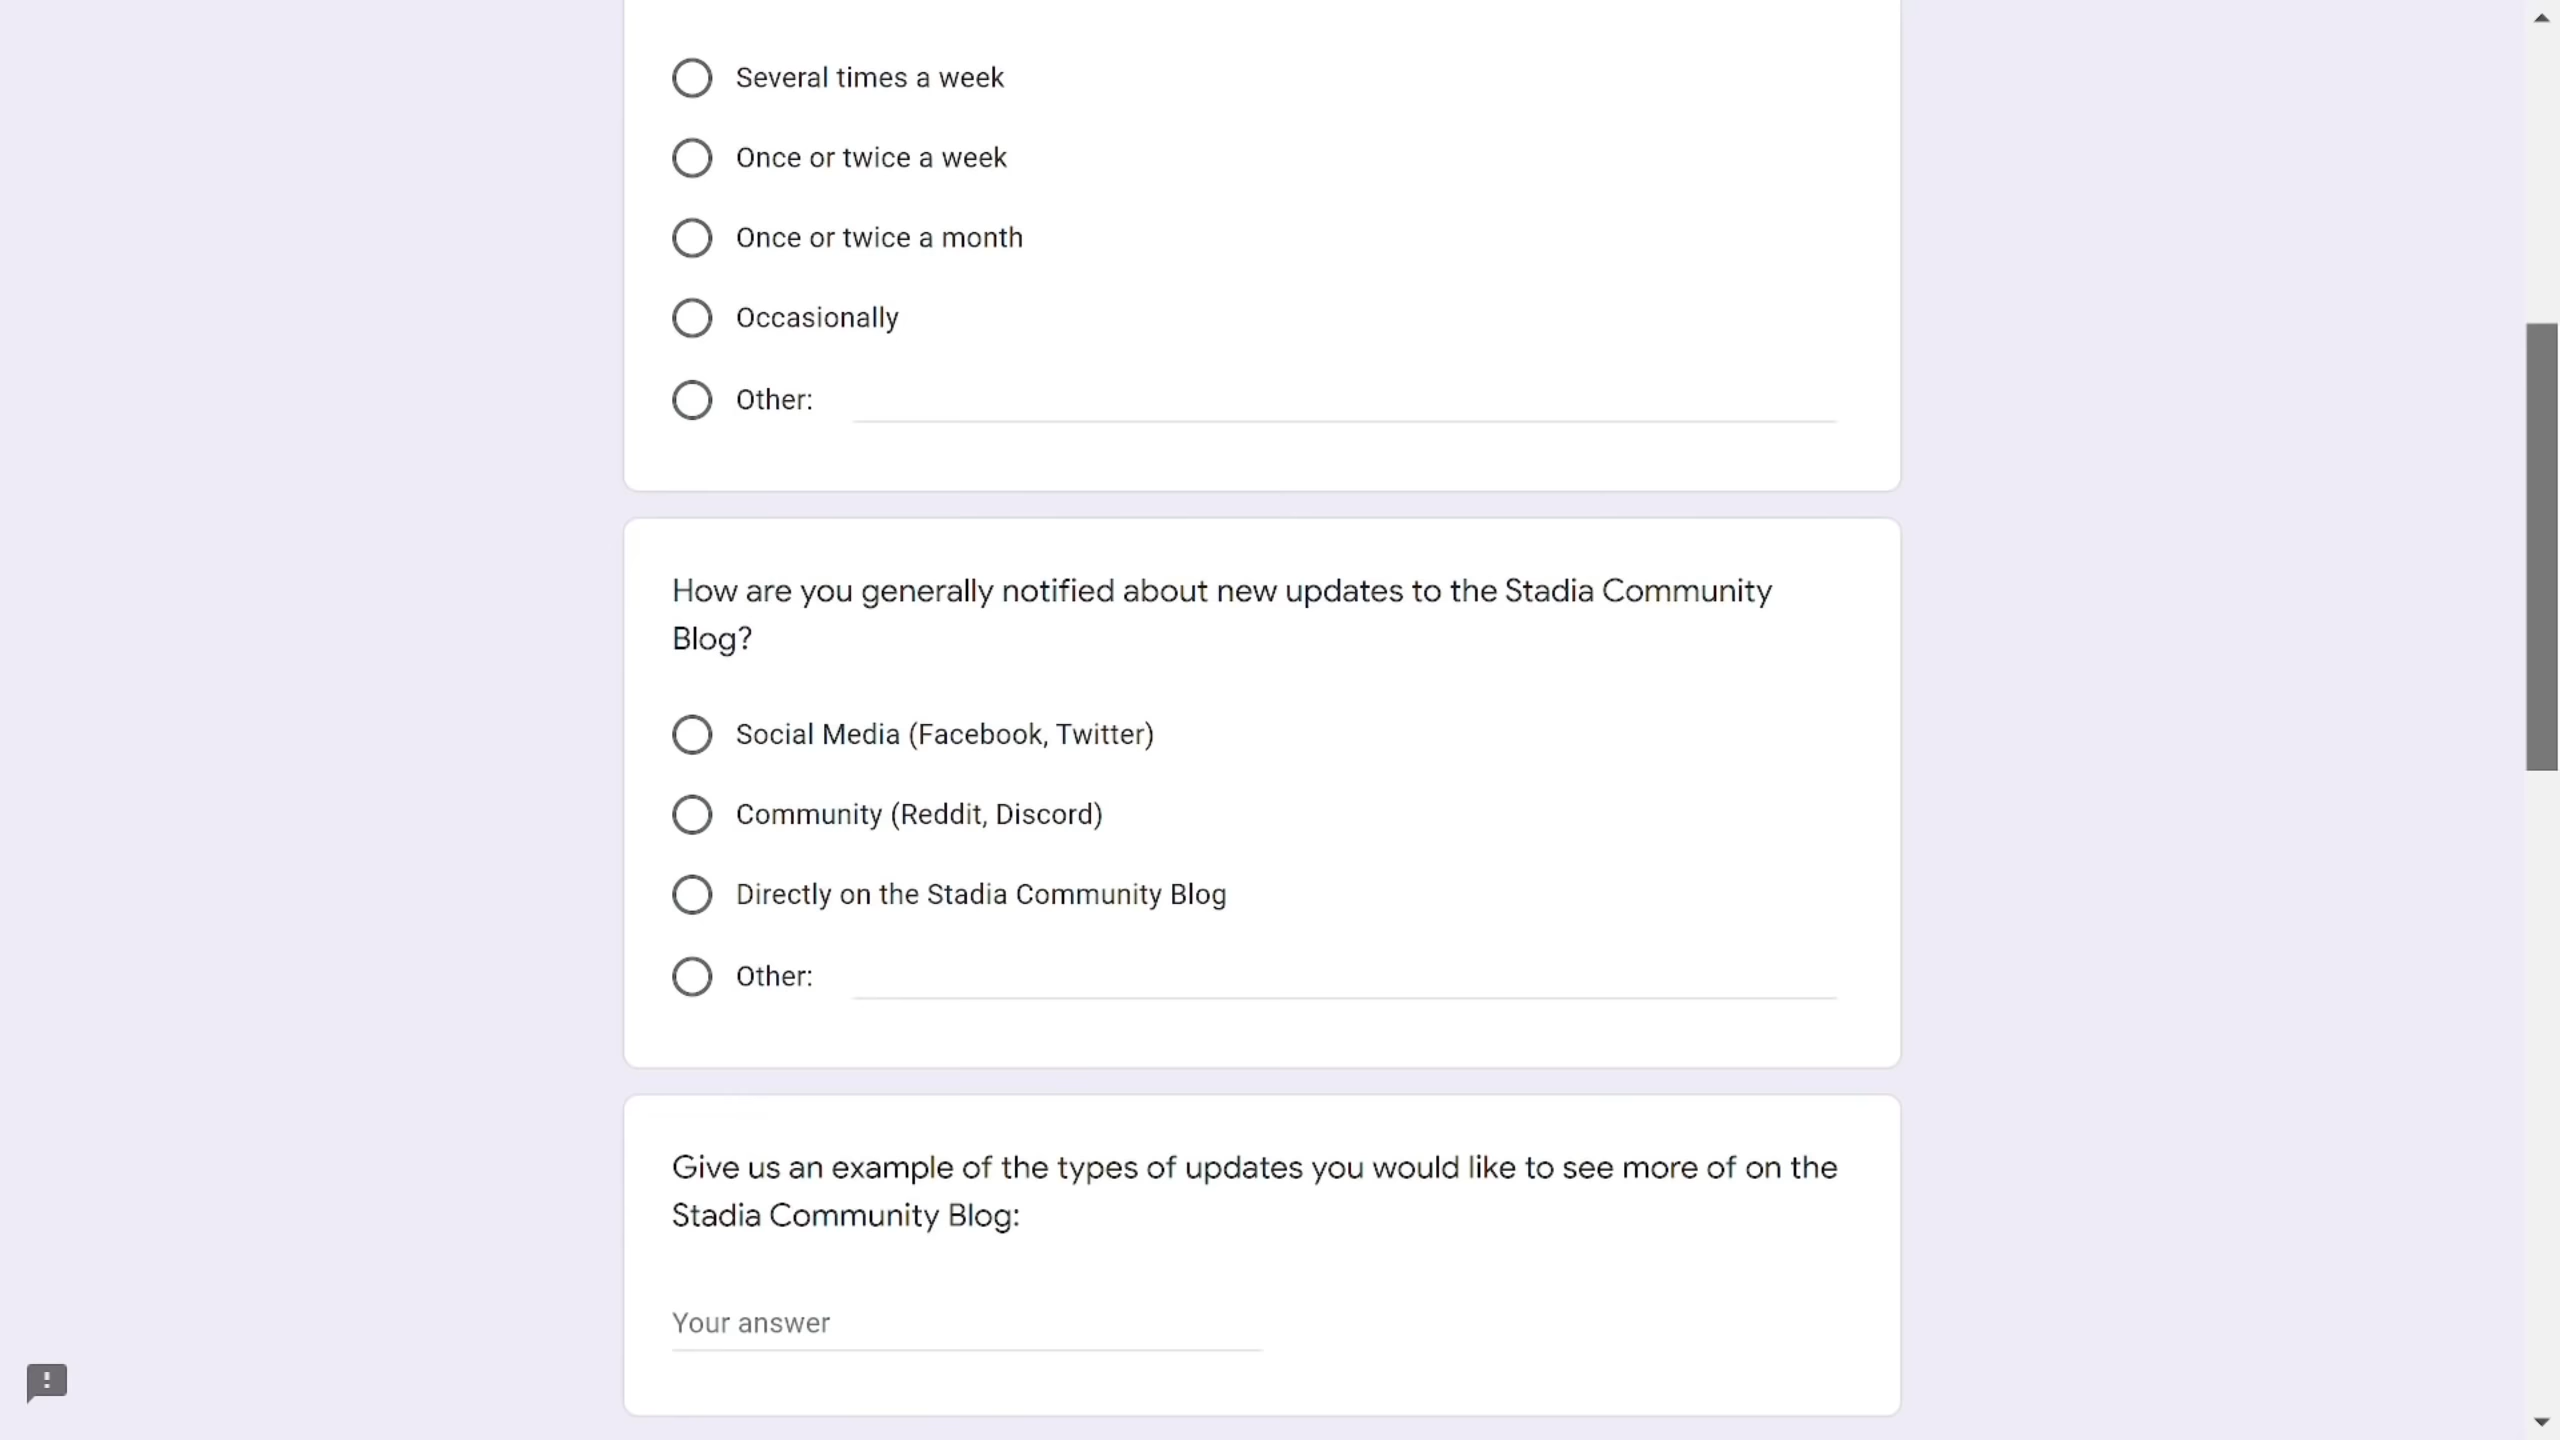 Several times a week
Once or twice a week
Once or twice a month
Occasionally
Other:
How are you generally notified about new updates to the Stadia Community
Blog?
Social Media (Facebook, Twitter)
Community (Reddit, Discord)
Directly on the Stadia Community Blog
Other:
Give us an example of the types of updates you would like to see more of on the
Stadia Community Blog:
Your answer